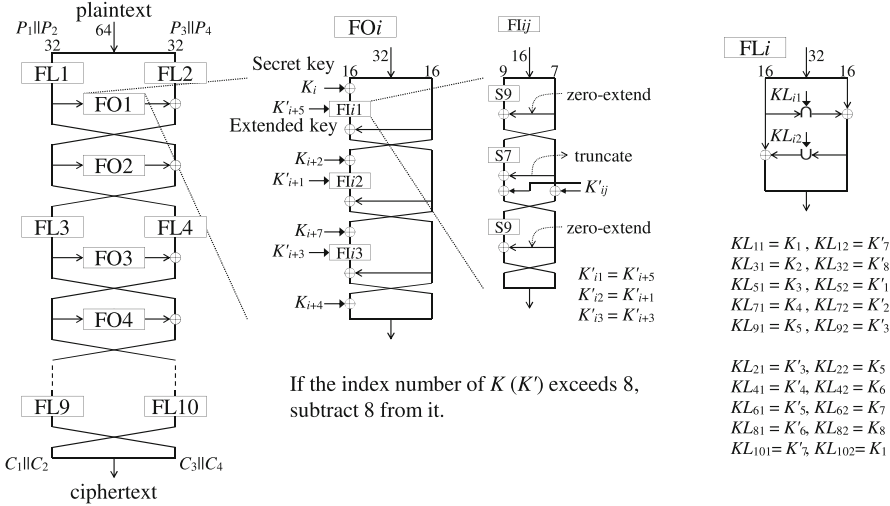 plaintext
P₁||P₂
64
P₃||P₄
32
32
FL1
FL2
FO1
FO2
FL3
FL4
FO3
FO4
FL9
FL10
C₁||C₂
C₃||C₄
ciphertext
FOi
32
Secret key
16
16
Kᵢ
K'ᵢ₊₅
FIi1
Extended key
Kᵢ₊₂
K'ᵢ₊₁
FIi2
Kᵢ₊₇
K'ᵢ₊₃
FIi3
Kᵢ₊₄
FIij
16
9
7
S9
zero-extend
S7
truncate
K'ᵢⱼ
S9
zero-extend
K'ᵢ₁ = K'ᵢ₊₅
K'ᵢ₂ = K'ᵢ₊₁
K'ᵢ₃ = K'ᵢ₊₃
If the index number of K (K') exceeds 8,
subtract 8 from it.
FLi
32
16
16
KLᵢ₁
∩
KLᵢ₂
∪
KL₁₁ = K₁ , KL₁₂ = K'₇
KL₃₁ = K₂ , KL₃₂ = K'₈
KL₅₁ = K₃ , KL₅₂ = K'₁
KL₇₁ = K₄ , KL₇₂ = K'₂
KL₉₁ = K₅ , KL₉₂ = K'₃
KL₂₁ = K'₃, KL₂₂ = K₅
KL₄₁ = K'₄, KL₄₂ = K₆
KL₆₁ = K'₅, KL₆₂ = K₇
KL₈₁ = K'₆, KL₈₂ = K₈
KL₁₀₁ = K'₇, KL₁₀₂ = K₁